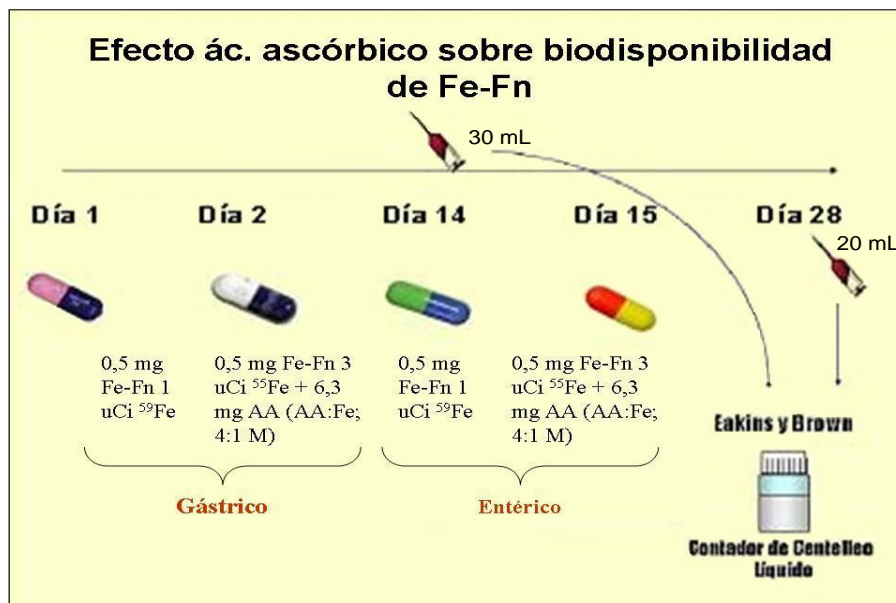 Efecto ác. ascórbico sobre biodisponibilidad
de Fe-Fn
30 mL
Día 1
Día 2
Día 14
Día 15
Día 28
20 mL
0,5 mg
Fe-Fn 1
uCi ⁵⁹Fe
0,5 mg Fe-Fn 3
uCi ⁵⁵Fe + 6,3
mg AA (AA:Fe;
4:1 M)
0,5 mg
Fe-Fn 1
uCi ⁵⁹Fe
0,5 mg Fe-Fn 3
uCi ⁵⁵Fe + 6,3
mg AA (AA:Fe;
4:1 M)
Gástrico
Entérico
Eakins y Brown
Contador de Centelleo
Líquido